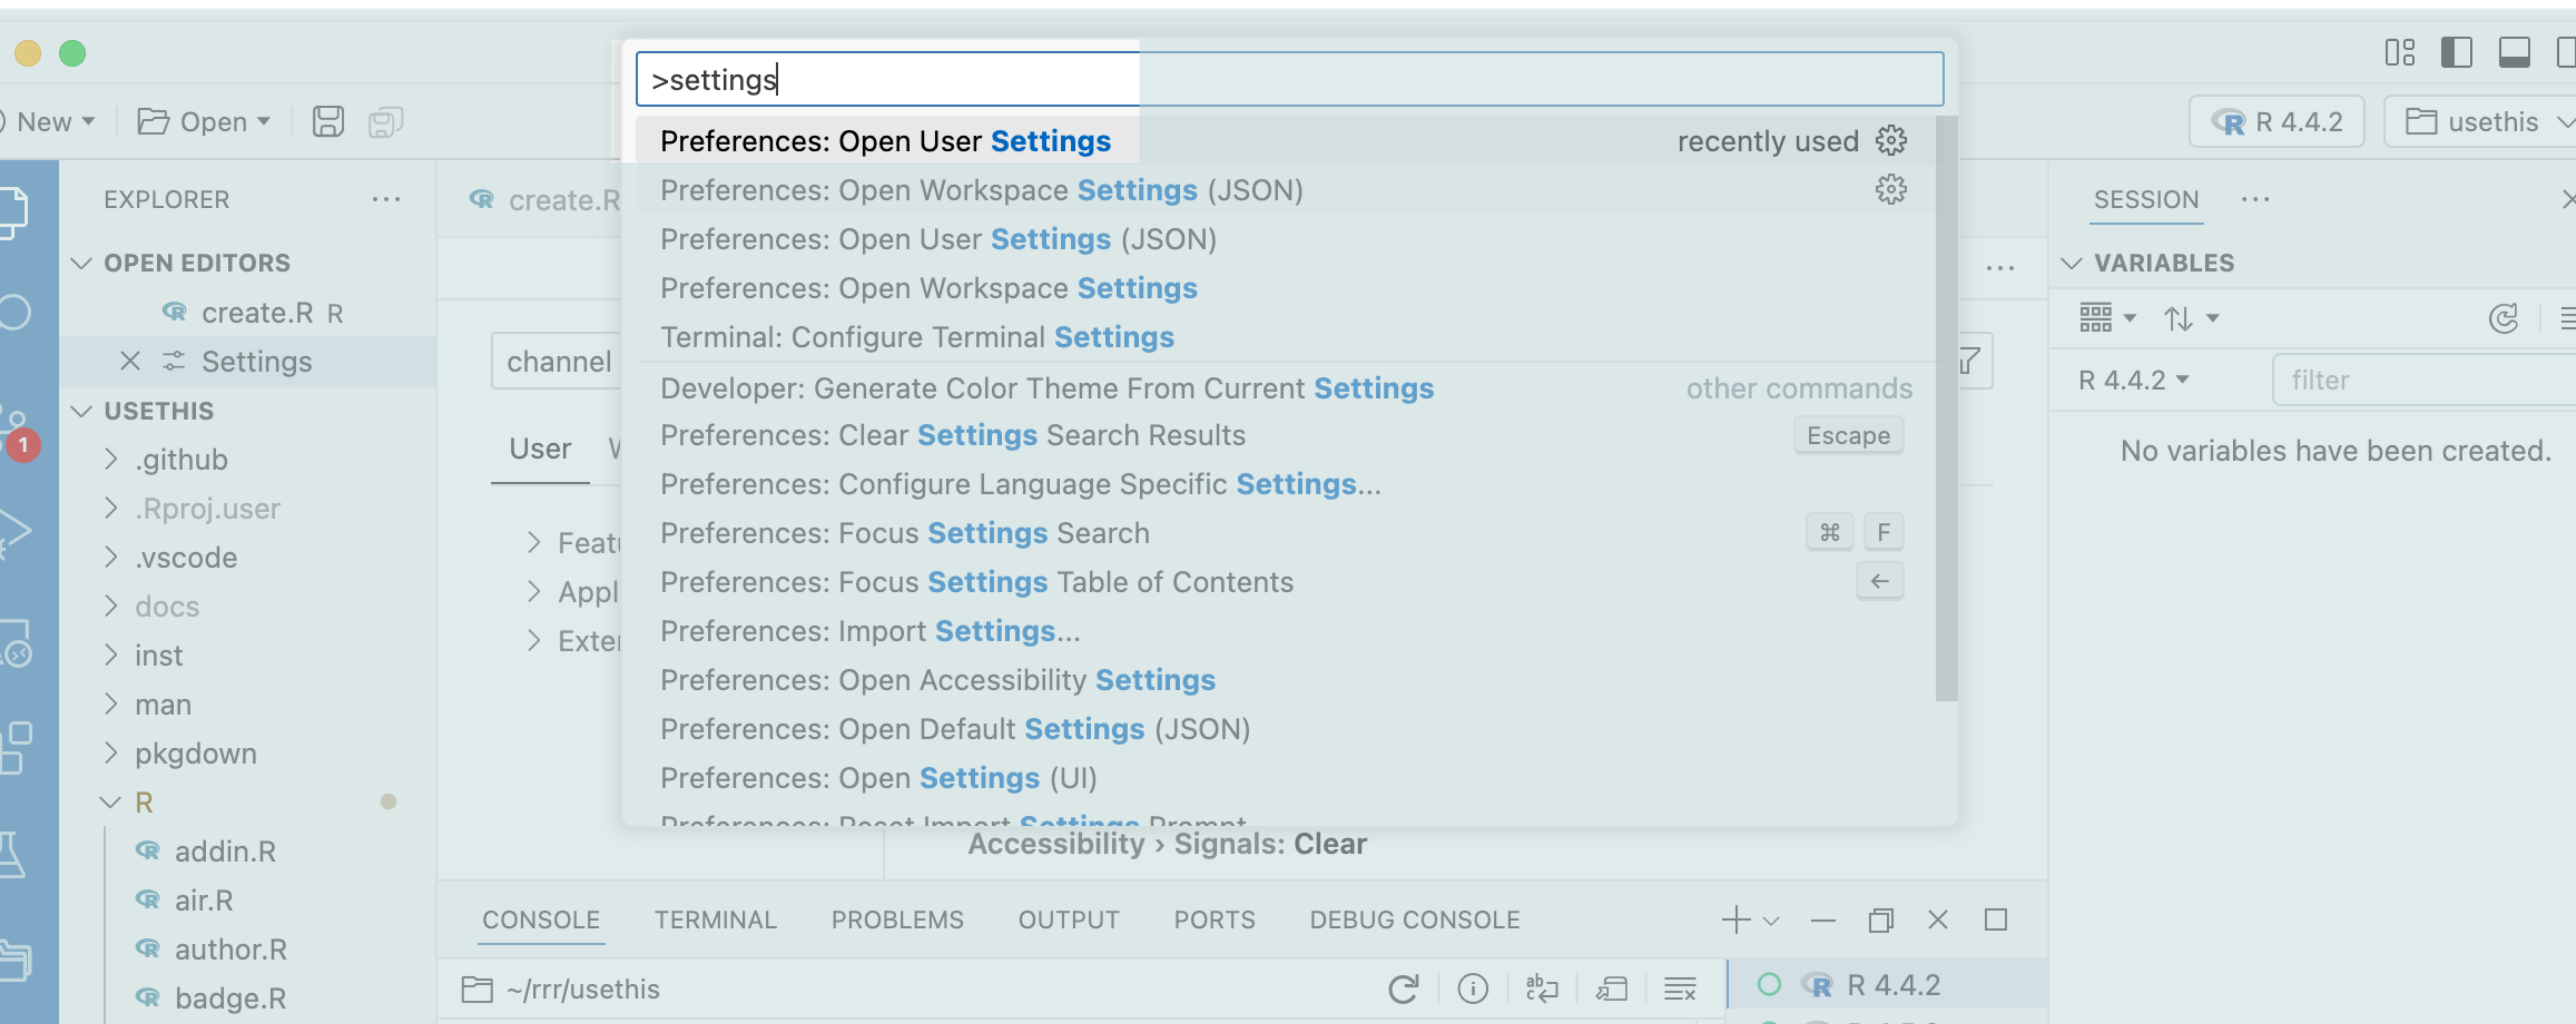 >settings
New
Open
R 4.4.2
usethis
Preferences: Open User Settings
recently used
Preferences: Open Workspace Settings (JSON)
Preferences: Open User Settings (JSON)
Preferences: Open Workspace Settings
Terminal: Configure Terminal Settings
Developer: Generate Color Theme From Current Settings
other commands
Preferences: Clear Settings Search Results
Escape
Preferences: Configure Language Specific Settings...
Preferences: Focus Settings Search
⌘ F
Preferences: Focus Settings Table of Contents
←
Preferences: Import Settings...
Preferences: Open Accessibility Settings
Preferences: Open Default Settings (JSON)
Preferences: Open Settings (UI)
Preferences: Reset Import Settings Prompt
EXPLORER
OPEN EDITORS
create.R R
Settings
USETHIS
1
.github
.Rproj.user
.vscode
docs
inst
man
pkgdown
R
addin.R
air.R
author.R
badge.R
create.R
channel
User
Accessibility › Signals: Clear
CONSOLE TERMINAL PROBLEMS OUTPUT PORTS DEBUG CONSOLE
~/rrr/usethis
R 4.4.2
SESSION
VARIABLES
R 4.4.2
filter
No variables have been created.